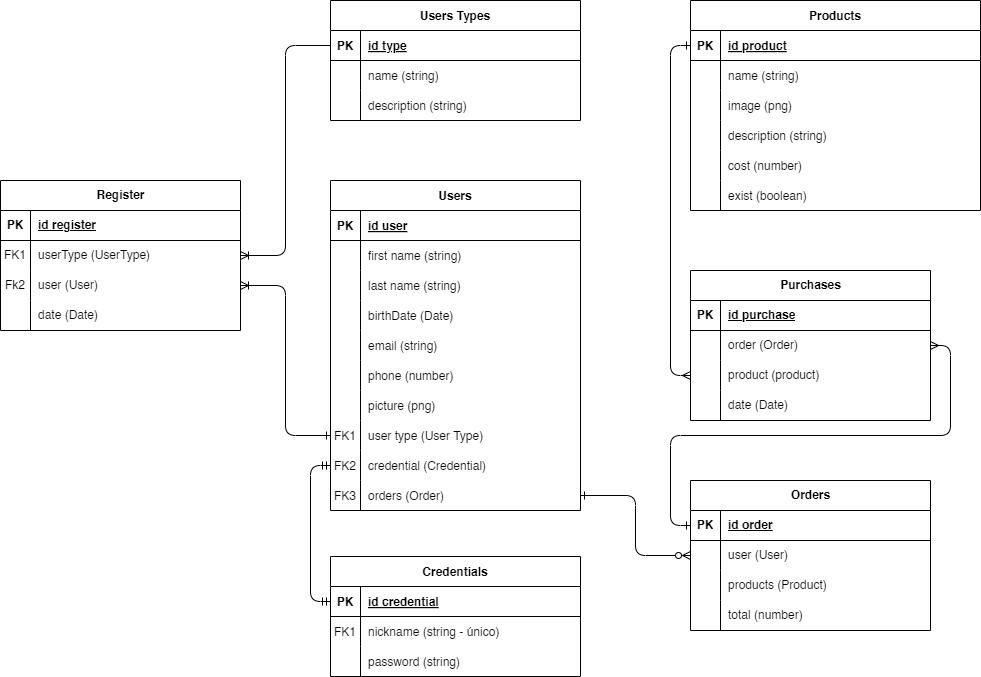 Users Types
PK id type
name (string)
description (string)
Products
PK id product
name (string)
image (png)
description (string)
cost (number)
exist (boolean)
Register
PK id register
FK1 userType (UserType)
Fk2 user (User)
date (Date)
Users
PK id user
first name (string)
last name (string)
birthDate (Date)
email (string)
phone (number)
picture (png)
FK1 user type (User Type)
FK2 credential (Credential)
FK3 orders (Order)
Purchases
PK id purchase
order (Order)
product (product)
date (Date)
Orders
PK id order
user (User)
products (Product)
total (number)
Credentials
PK id credential
FK1 nickname (string - único)
password (string)